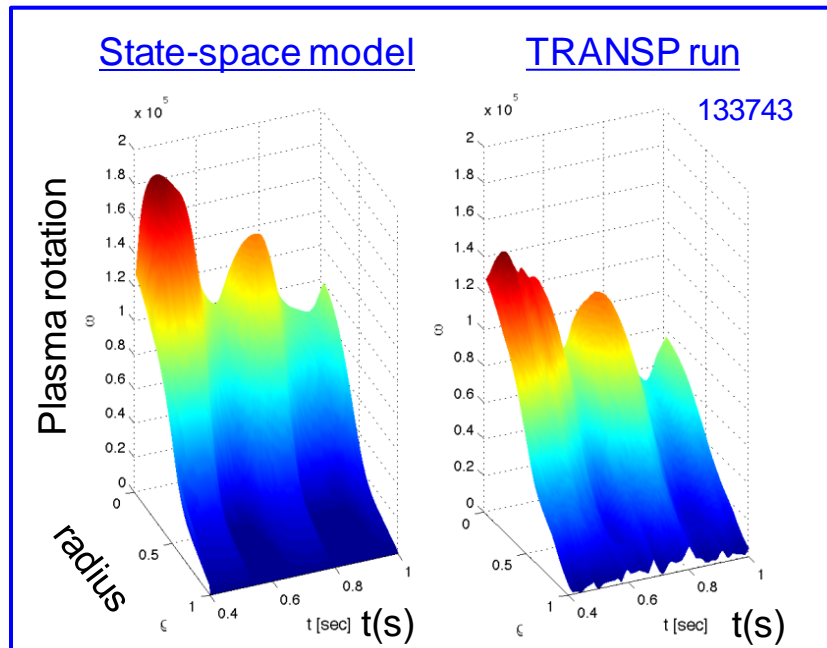 State-space model
TRANSP run
133743
x 10^5
2
1.8
1.6
1.4
1.2
1
0.8
0.6
0.4
0.2
0
Plasma rotation
ω
0
0.5
1
radius
ς
0.4
0.6
0.8
1
t [sec]
t(s)
x 10^5
2
1.8
1.6
1.4
1.2
1
0.8
0.6
0.4
0.2
0
ω
0
0.5
1
ς
0.4
0.6
0.8
1
t [sec]
t(s)